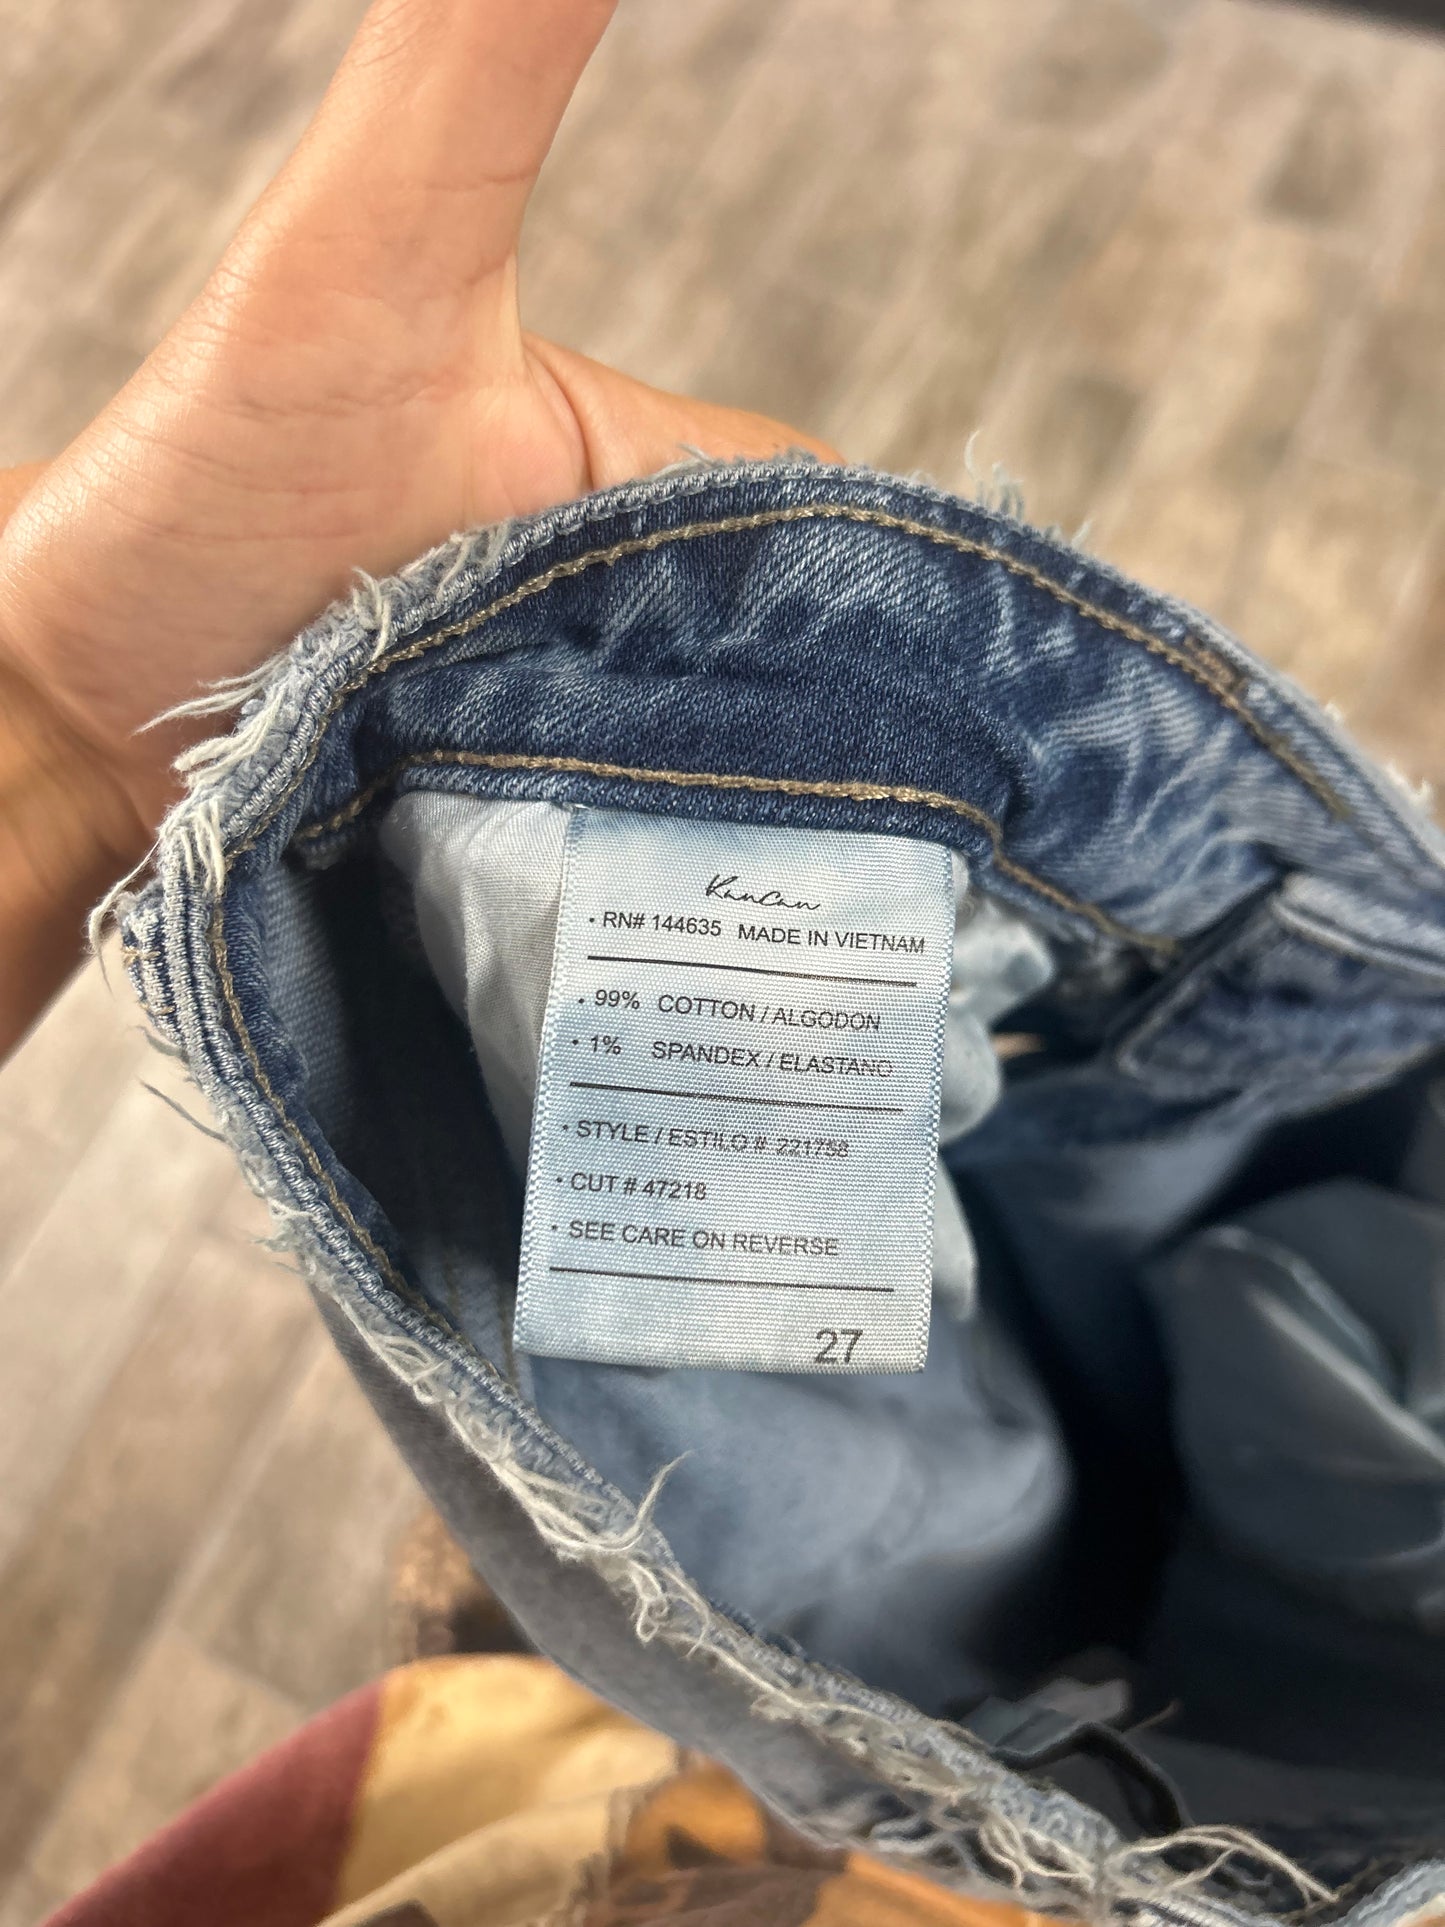 KanCan
• RN# 144635 MADE IN VIETNAM
• 99% COTTON / ALGODON
• 1% SPANDEX / ELASTANO
• STYLE / ESTILO # 221758
• CUT # 47218
• SEE CARE ON REVERSE
27